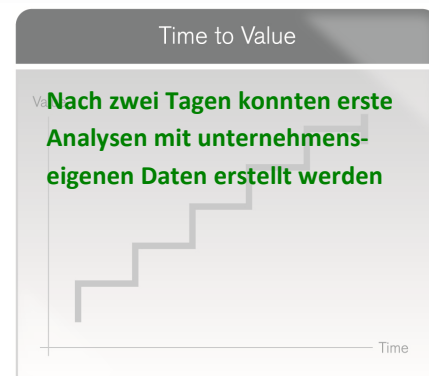 Time to Value
Nach zwei Tagen konnten erste
Analysen mit unternehmens-
eigenen Daten erstellt werden
Time